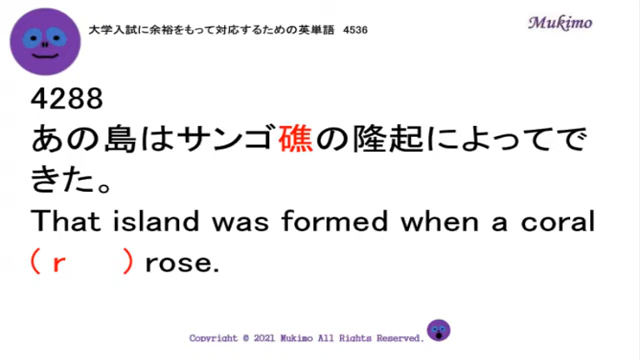 大学入試に余裕をもって対応するための英単語 4536
Mukimo
4288
あの島はサンゴ礁の隆起によってで
きた。
That island was formed when a coral
( r ) rose.
Copyright © 2021 Mukimo All Rights Reserved.